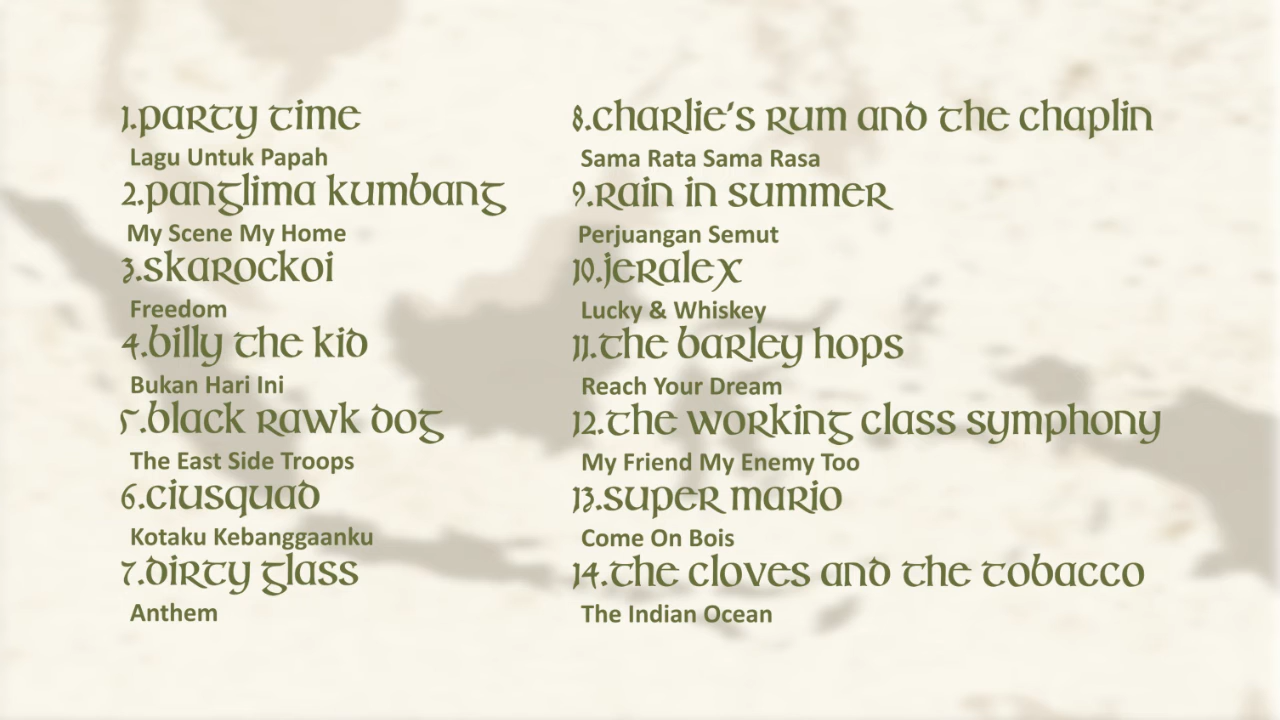 1.party time
Lagu Untuk Papah
2.panglima kumbang
My Scene My Home
3.skarockoi
Freedom
4.billy the kid
Bukan Hari Ini
5.black rawk dog
The East Side Troops
6.ciusquad
Kotaku Kebanggaanku
7.dirty glass
Anthem
8.charlie's rum and the chaplin
Sama Rata Sama Rasa
9.rain in summer
Perjuangan Semut
10.jeralex
Lucky & Whiskey
11.the barley hops
Reach Your Dream
12.the working class symphony
My Friend My Enemy Too
13.super mario
Come On Bois
14.the cloves and the tobacco
The Indian Ocean